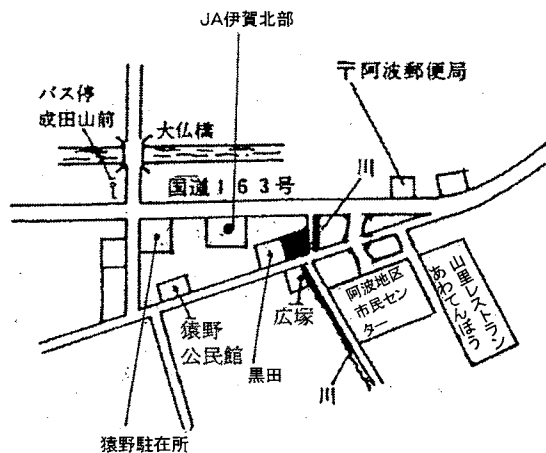 JA伊賀北部
〒阿波郵便局
バス停
成田山前
大仏橋
国道163号
川
猿野
公民館
広塚
黒田
阿波地区
市民セン
ター
山里レストラン
あわてんぼう
川
猿野駐在所